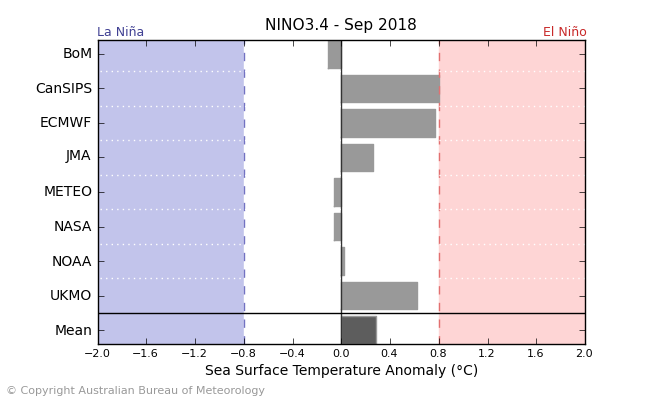 NINO3.4 - Sep 2018
La Niña
El Niño
BoM
CanSIPS
ECMWF
JMA
METEO
NASA
NOAA
UKMO
Mean
−2.0 −1.6 −1.2 −0.8 −0.4 0.0 0.4 0.8 1.2 1.6 2.0
Sea Surface Temperature Anomaly (°C)
© Copyright Australian Bureau of Meteorology